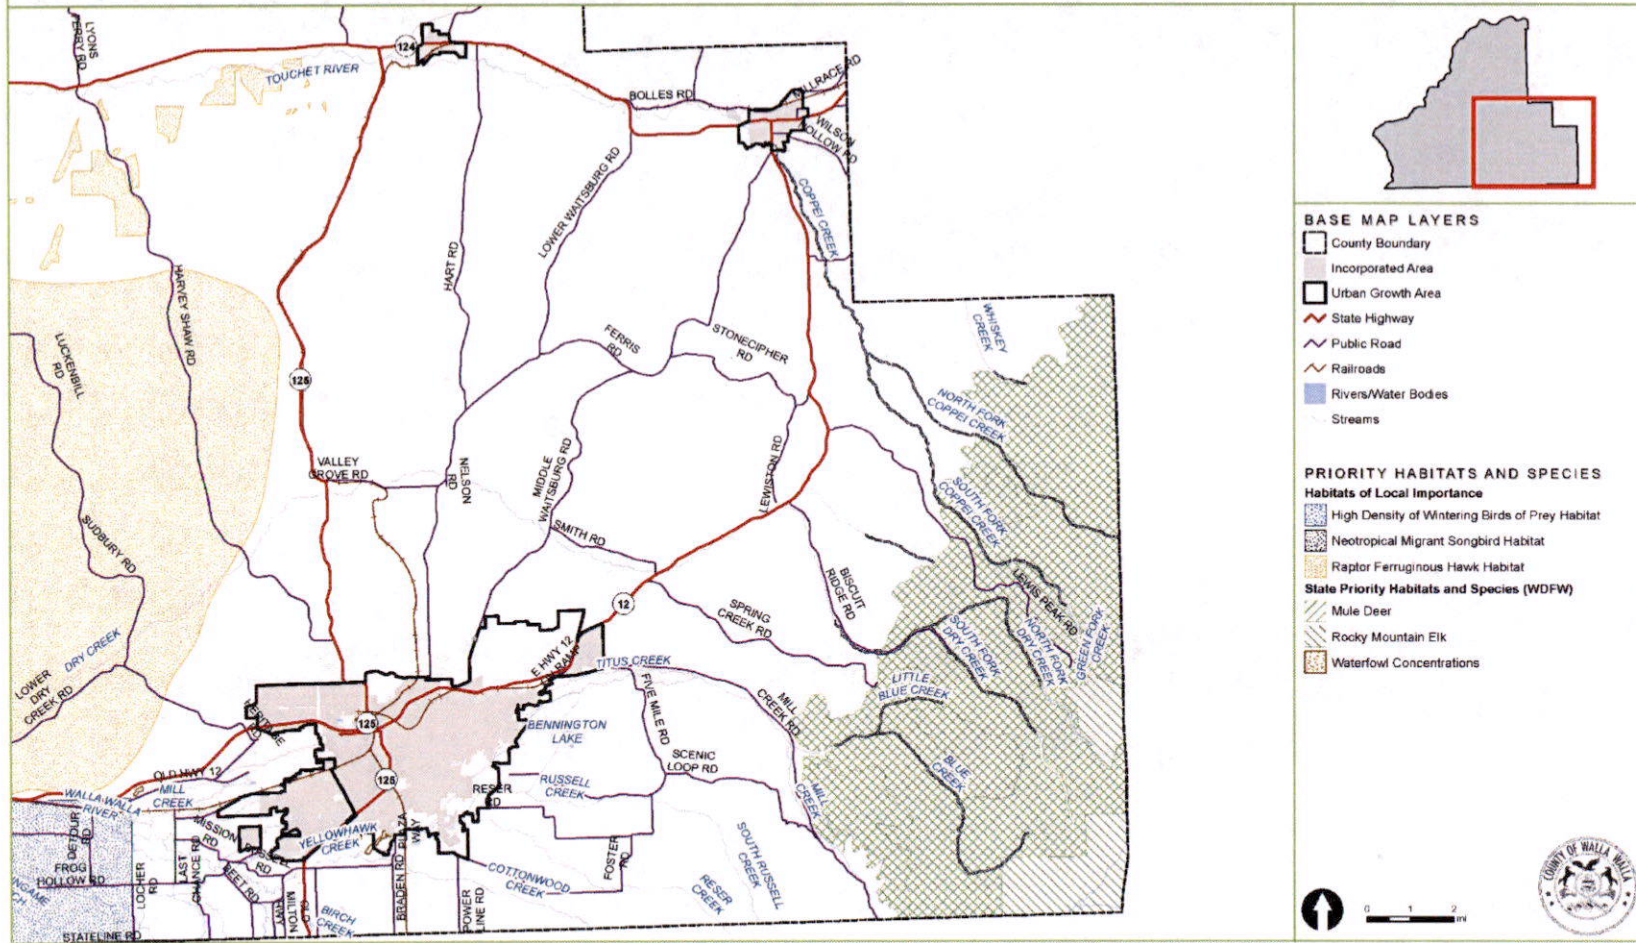 LYONS
FERRY RD
124
TOUCHET RIVER
BOLLES RD
MILLRACE RD
WILSON
HOLLOW RD
COPPEI CREEK
LOWER WAITSBURG RD
HART RD
HARVEY SHAW RD
LUCKENBILL
RD
125
FERRIS
RD
STONECIPHER
RD
WHISKEY
CREEK
NORTH FORK
COPPEI CREEK
VALLEY
GROVE RD
NELSON
RD
MIDDLE
WAITSBURG RD
LEWISTON RD
SOUTH FORK
COPPEI CREEK
SUDBURY RD
SMITH RD
BISCUIT
RIDGE RD
LEWIS PEAK RD
12
SPRING
CREEK RD
SOUTH FORK
DRY CREEK
NORTH FORK
DRY CREEK
GREEN FORK
CREEK
DRY CREEK
LOWER
DRY
CREEK RD
E HWY 12
RAMP
TITUS CREEK
LITTLE
BLUE CREEK
HERITAGE
RD
125
FIVE MILE RD
MILL
CREEK RD
BENNINGTON
LAKE
SCENIC
LOOP RD
BLUE
CREEK
OLD HWY 12
MILL
CREEK
125
RESER
RD
RUSSELL
CREEK
MILL
CREEK
WALLA WALLA
RIVER
DETOUR
RD
MISSION
RD
YELLOWHAWK
CREEK
PLAZA
WAY
SOUTH RUSSELL
CREEK
FROG
HOLLOW RD
LOCHER
RD
LAST
CHANCE RD
BEET RD
BRADEN RD
POWER
LINE RD
COTTONWOOD
CREEK
FOSTER
RD
RESER
CREEK
OLD
MILTON
HWY
BIRCH
CREEK
STATELINE RD
BASE MAP LAYERS
County Boundary
Incorporated Area
Urban Growth Area
State Highway
Public Road
Railroads
Rivers/Water Bodies
Streams
PRIORITY HABITATS AND SPECIES
Habitats of Local Importance
High Density of Wintering Birds of Prey Habitat
Neotropical Migrant Songbird Habitat
Raptor Ferruginous Hawk Habitat
State Priority Habitats and Species (WDFW)
Mule Deer
Rocky Mountain Elk
Waterfowl Concentrations
0 1 2
mi
COUNTY OF WALLA WALLA